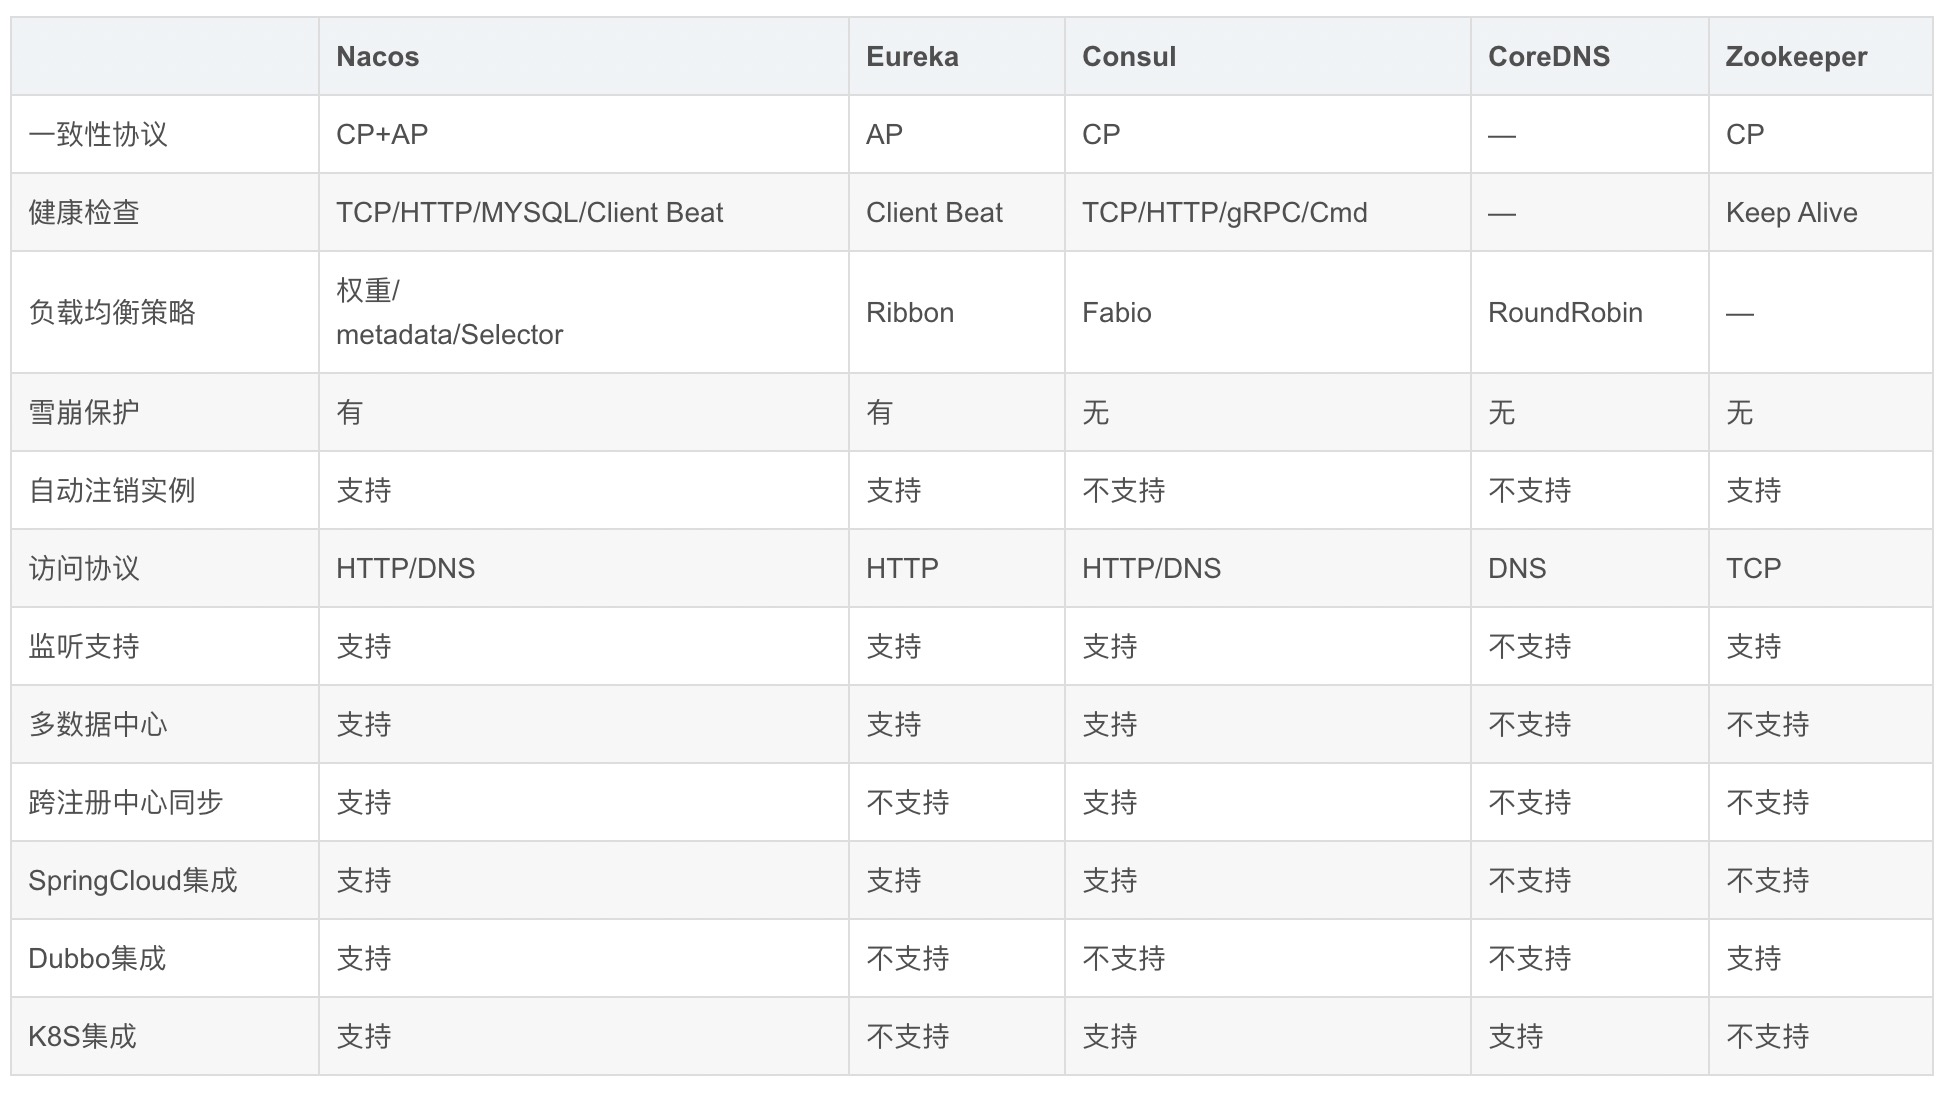 Nacos Eureka Consul CoreDNS Zookeeper
一致性协议 CP+AP AP CP — CP
健康检查 TCP/HTTP/MYSQL/Client Beat Client Beat TCP/HTTP/gRPC/Cmd — Keep Alive
负载均衡策略 权重/
metadata/Selector Ribbon Fabio RoundRobin —
雪崩保护 有 有 无 无 无
自动注销实例 支持 支持 不支持 不支持 支持
访问协议 HTTP/DNS HTTP HTTP/DNS DNS TCP
监听支持 支持 支持 支持 不支持 支持
多数据中心 支持 支持 支持 不支持 不支持
跨注册中心同步 支持 不支持 支持 不支持 不支持
SpringCloud集成 支持 支持 支持 不支持 不支持
Dubbo集成 支持 不支持 不支持 不支持 支持
K8S集成 支持 不支持 支持 支持 不支持